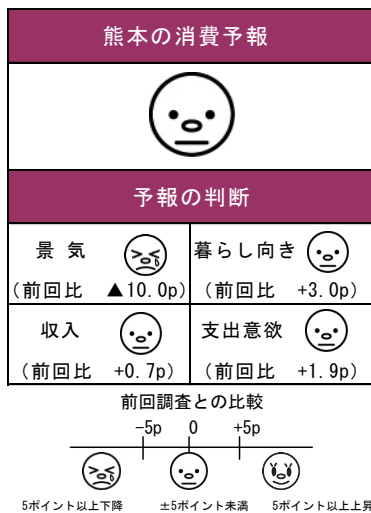 熊本の消費予報
予報の判断
景 気
(前回比 ▲10.0p)
暮らし向き
(前回比 +3.0p)
収入
(前回比 +0.7p)
支出意欲
(前回比 +1.9p)
前回調査との比較
-5p 0 +5p
5ポイント以上下降 ±5ポイント未満 5ポイント以上上昇